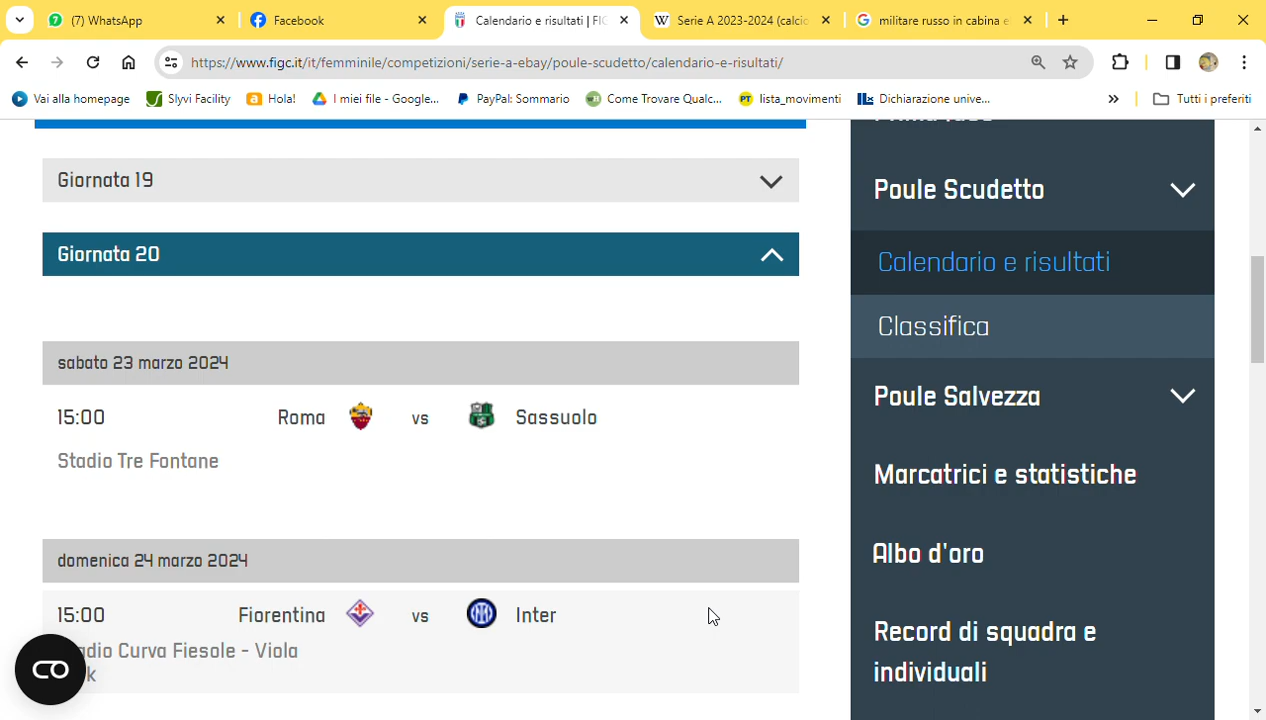 (7) WhatsApp
Facebook
Calendario e risultati | FIG
Serie A 2023-2024 (calcio
militare russo in cabina e
https://www.figc.it/it/femminile/competizioni/serie-a-ebay/poule-scudetto/calendario-e-risultati/
Vai alla homepage
Slyvi Facility
Hola!
I miei file - Google...
PayPal: Sommario
Come Trovare Qualc...
lista_movimenti
Dichiarazione unive...
»
Tutti i preferiti
Giornata 19
Giornata 20
sabato 23 marzo 2024
15:00 Roma vs Sassuolo
Stadio Tre Fontane
domenica 24 marzo 2024
15:00 Fiorentina vs Inter
adio Curva Fiesole - Viola
k
Poule Scudetto
Calendario e risultati
Classifica
Poule Salvezza
Marcatrici e statistiche
Albo d'oro
Record di squadra e
individuali